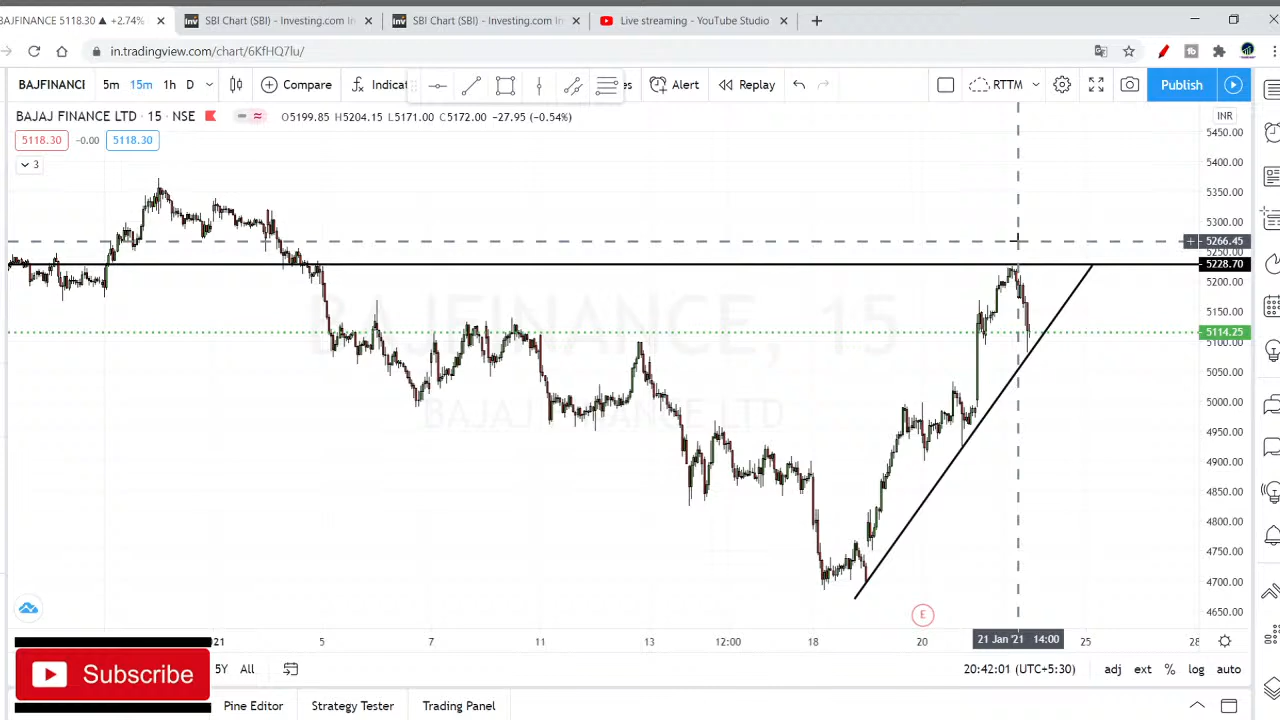 BAJFINANCI 5118.30 ▲ +2.74% ×
SBI Chart (SBI) - Investing.com In ×
SBI Chart (SBI) - Investing.com In ×
Live streaming - YouTube Studio ×
in.tradingview.com/chart/6KfHQ7lu/
BAJFINANCI 5m 15m 1h D Compare Indicat es Alert Replay RTTM Publish
BAJAJ FINANCE LTD · 15 · NSE O5199.85 H5204.15 L5171.00 C5172.00 -27.95 (-0.54%)
INR
5118.30 -0.00 5118.30
3
5450.00
5400.00
5350.00
5300.00
5266.45
5250.00
5228.70
5200.00
5150.00
5114.25
5100.00
5050.00
5000.00
4950.00
4900.00
4850.00
4800.00
4750.00
4700.00
4650.00
BAJFINANCE, 15
BAJAJ FINANCE LTD
E
21 5 7 11 13 12:00 18 20 21 Jan '21 14:00 25 28
5Y All 20:42:01 (UTC+5:30) adj ext % log auto
Subscribe
Pine Editor Strategy Tester Trading Panel